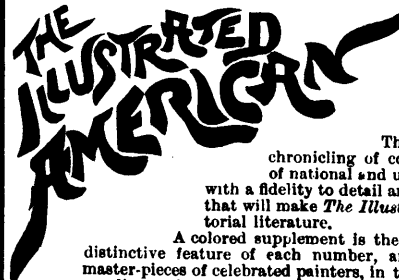 THE
ILLUSTRATED
AMERICAN
Th
chronicling of c
of national and u
with a fidelity to detail a
that will make The Illus
torial literature.
A colored supplement is the
distinctive feature of each number, a
master-pieces of celebrated painters, in t